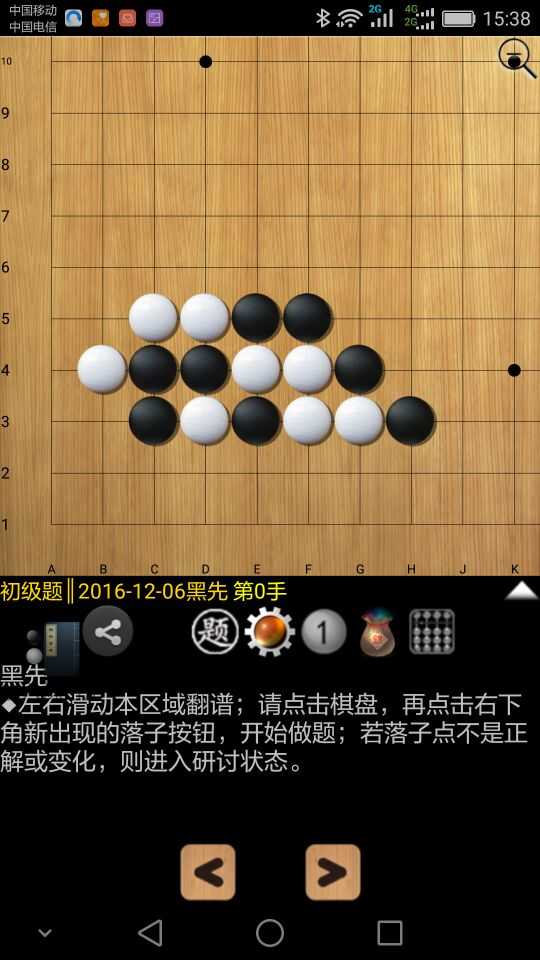 中国移动
中国电信
2G
4G
2G
15:38
10
9
8
7
6
5
4
3
2
1
A B C D E F G H J K
初级题║2016-12-06黑先 第0手
题
1
黑先
◆左右滑动本区域翻谱；请点击棋盘，再点击右下
角新出现的落子按钮，开始做题；若落子点不是正
解或变化，则进入研讨状态。